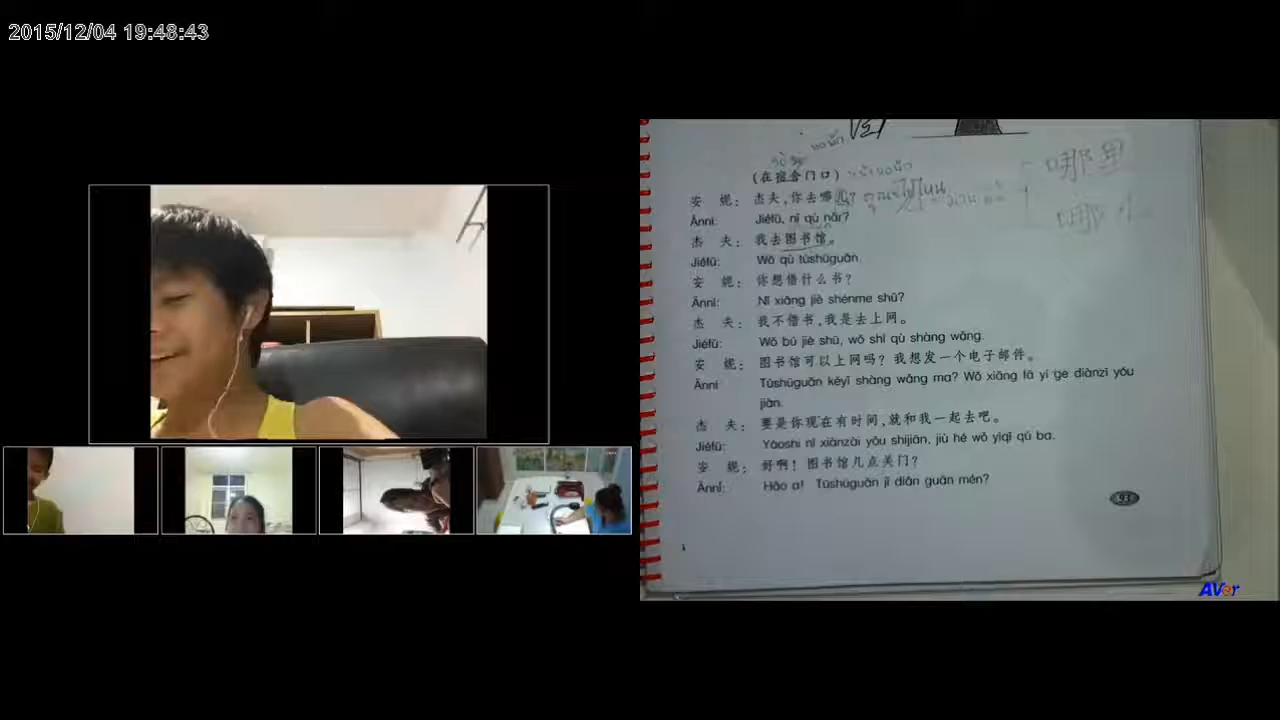 2015/12/04 19:48:43
(在宿舍门口)
安 妮: 杰夫,你去哪儿?
Ānni: Jiéfū, nǐ qù nǎr?
杰 夫: 我去图书馆。
Jiéfū: Wǒ qù túshūguǎn.
安 妮: 你想借什么书?
Ānni: Nǐ xiǎng jiè shénme shū?
杰 夫: 我不借书,我是去上网。
Jiéfū: Wǒ bú jiè shū, wǒ shì qù shàng wǎng.
安 妮: 图书馆可以上网吗? 我想发一个电子邮件。
Ānni Túshūguǎn kěyǐ shàng wǎng ma? Wǒ xiǎng fā yí ge diànzǐ yóu
jiàn.
杰 夫: 要是你现在有时间,就和我一起去吧。
Jiéfū: Yàoshi nǐ xiànzài yǒu shíjiān, jiù hé wǒ yìqǐ qù ba.
安 妮: 好啊! 图书馆几点关门?
Ānni: Hǎo a! Túshūguǎn jǐ diǎn guān mén?
93
哪里
哪儿
AVer